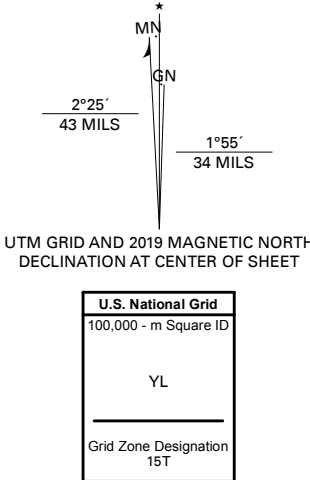 ★
MN
GN
2°25´
43 MILS
1°55´
34 MILS
UTM GRID AND 2019 MAGNETIC NORTH
DECLINATION AT CENTER OF SHEET
U.S. National Grid
100,000 - m Square ID
YL
Grid Zone Designation
15T